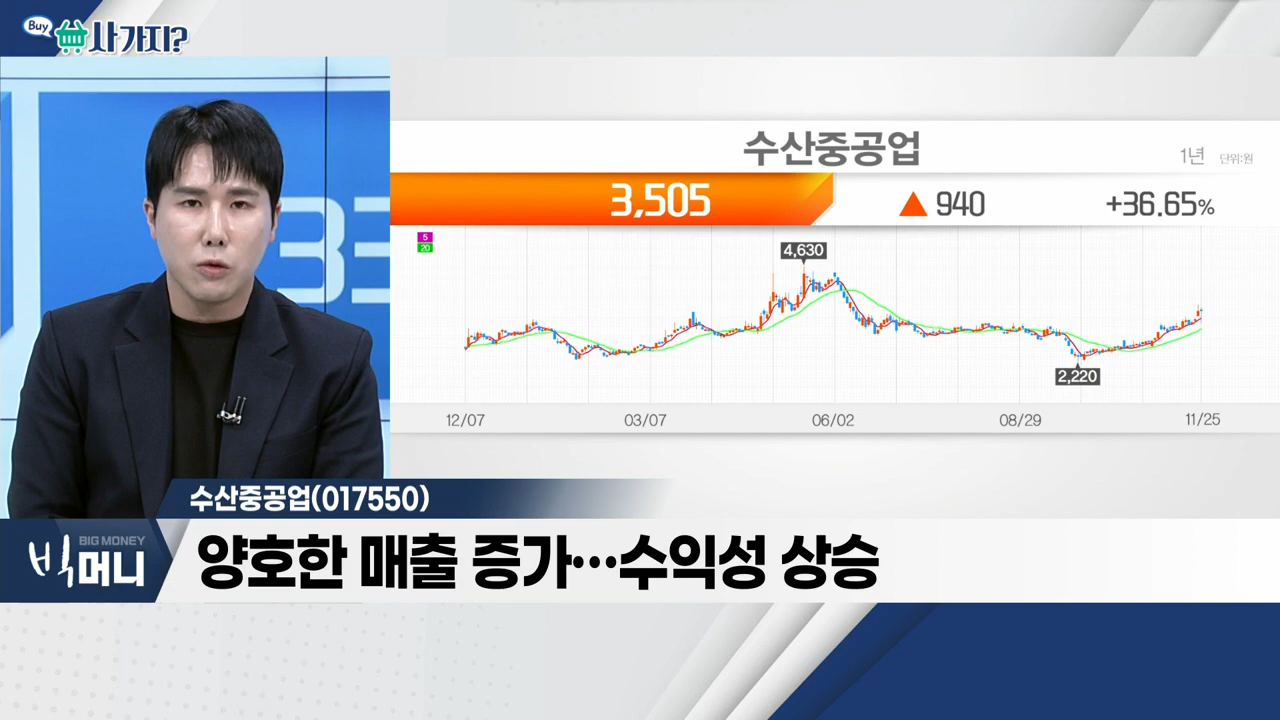 Buy
사가지?
33
수산중공업
1년 단위:원
3,505 ▲ 940 +36.65%
5
20
4,630
2,220
12/07 03/07 06/02 08/29 11/25
수산중공업(017550)
BIG MONEY
빅머니
양호한 매출 증가…수익성 상승